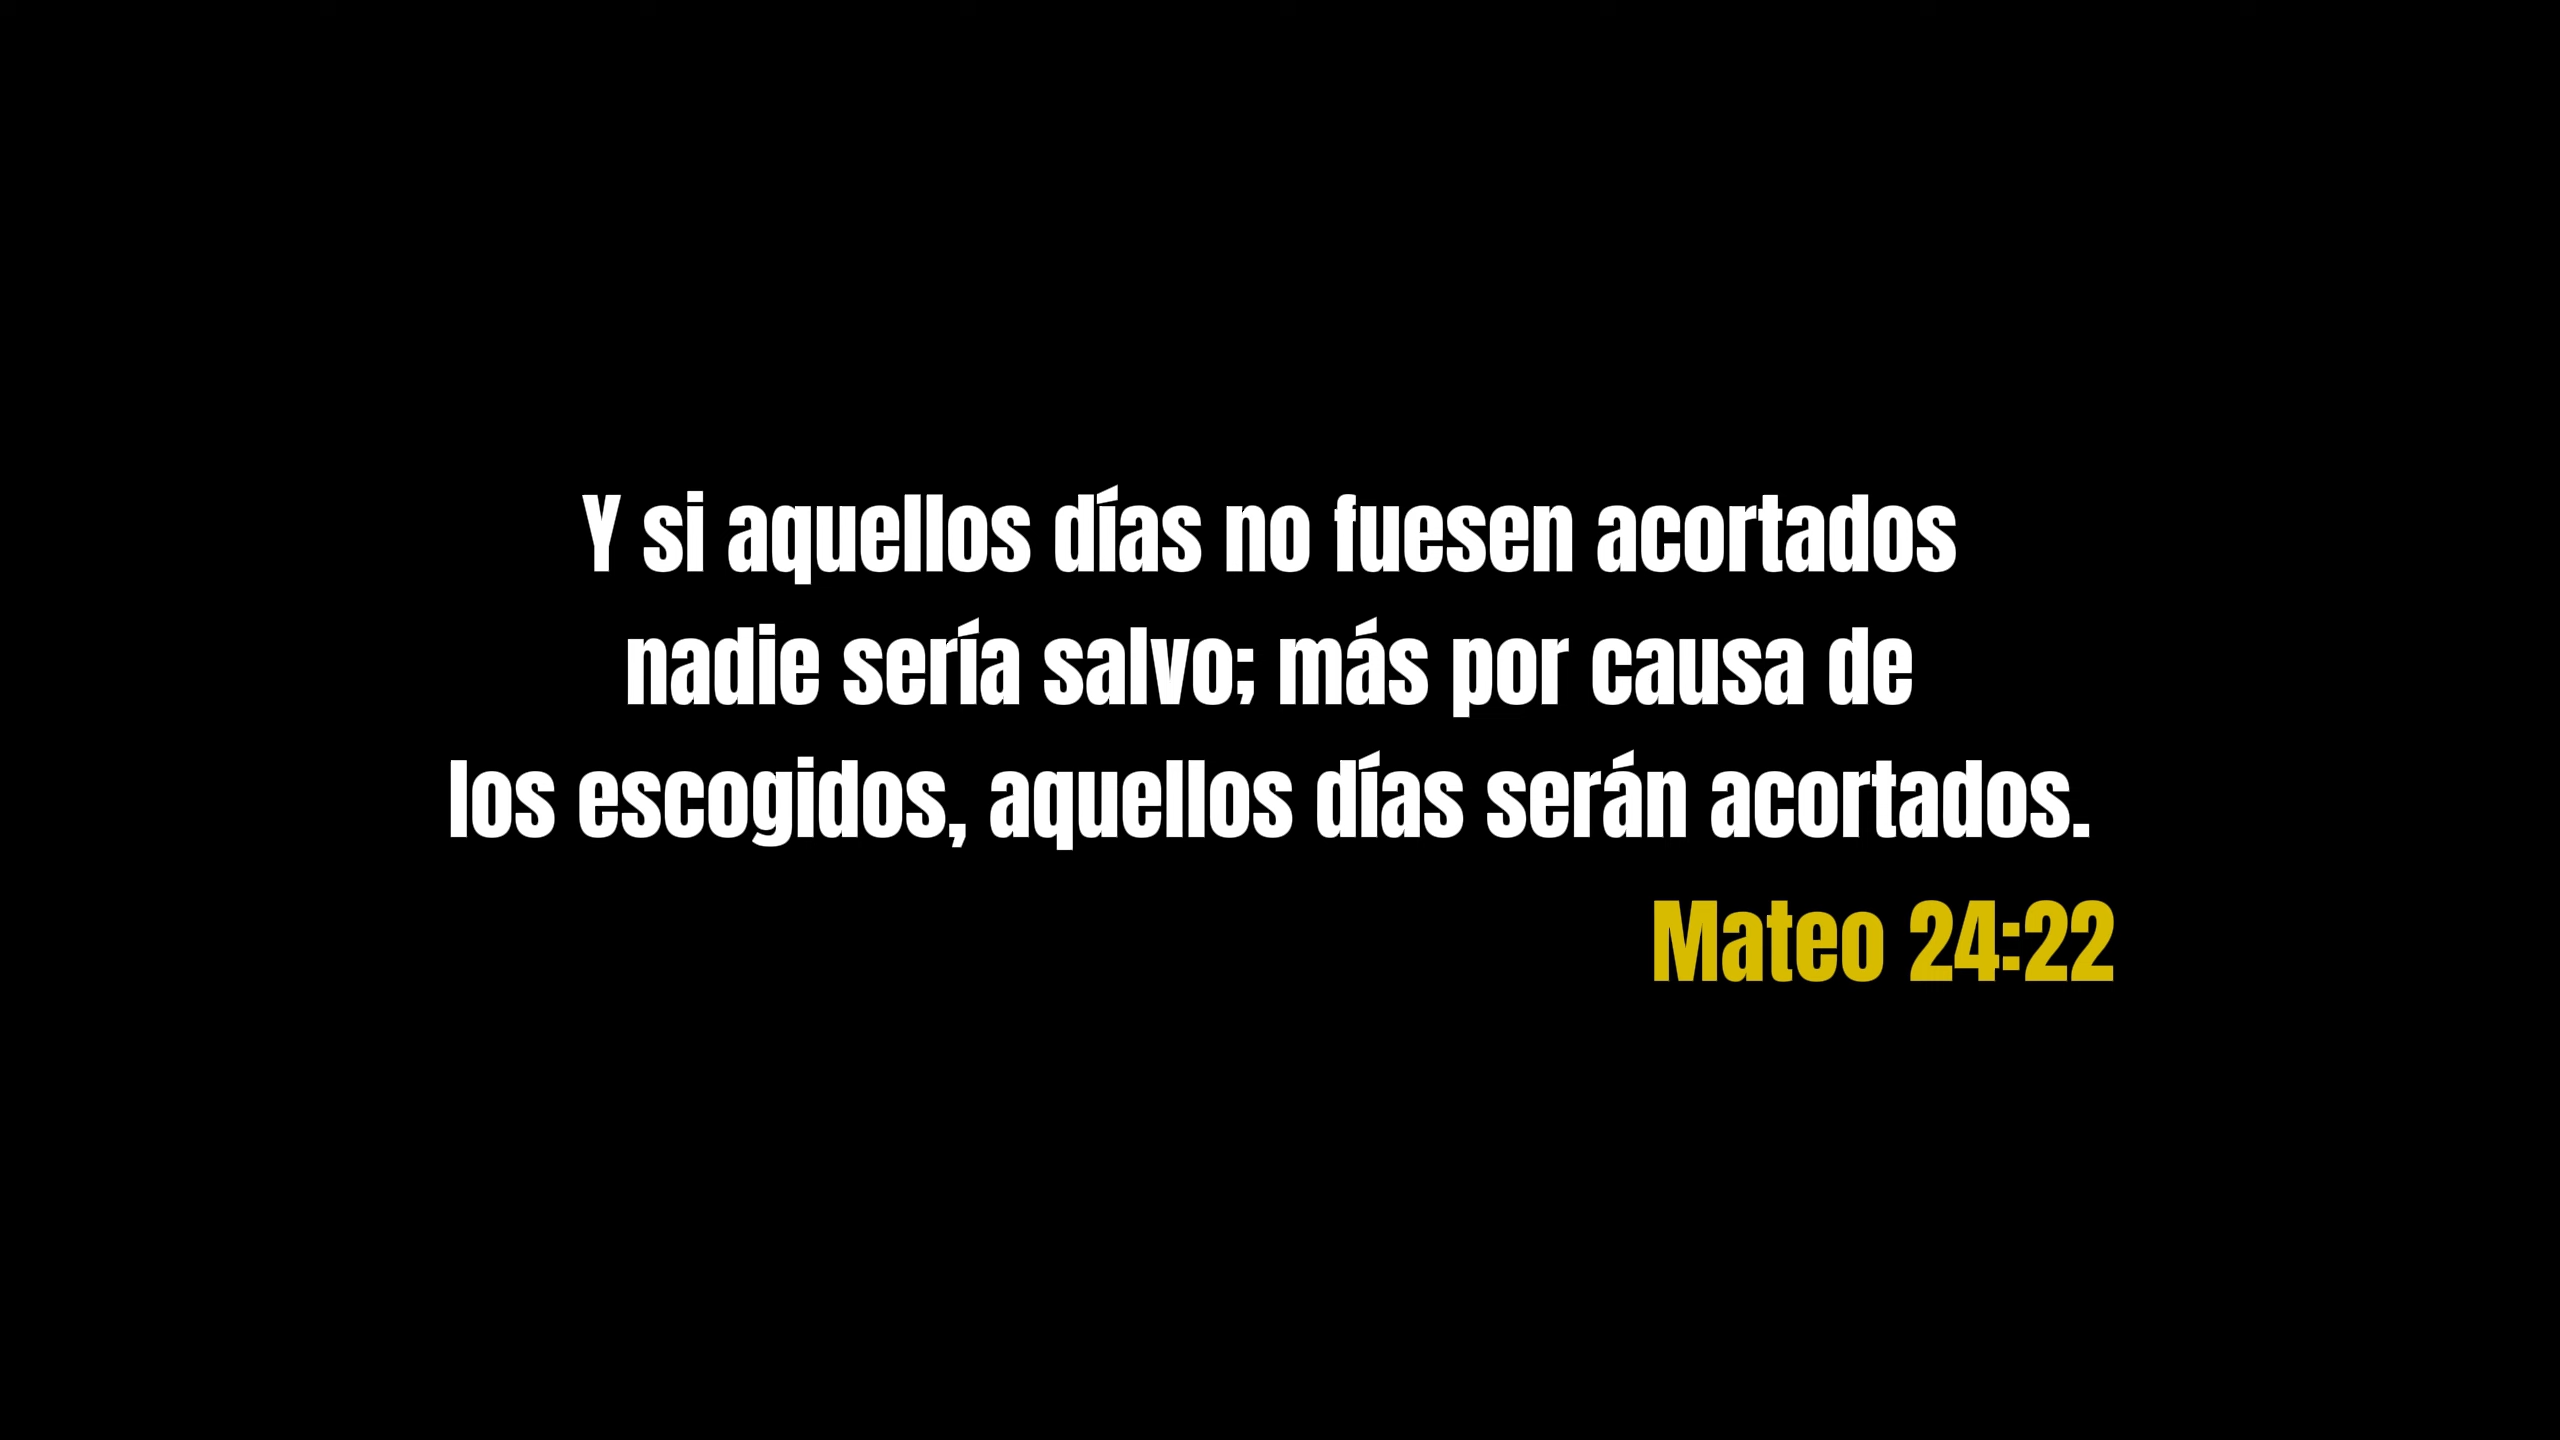 Y si aquellos días no fuesen acortados
nadie sería salvo; más por causa de
los escogidos, aquellos días serán acortados.
Mateo 24:22